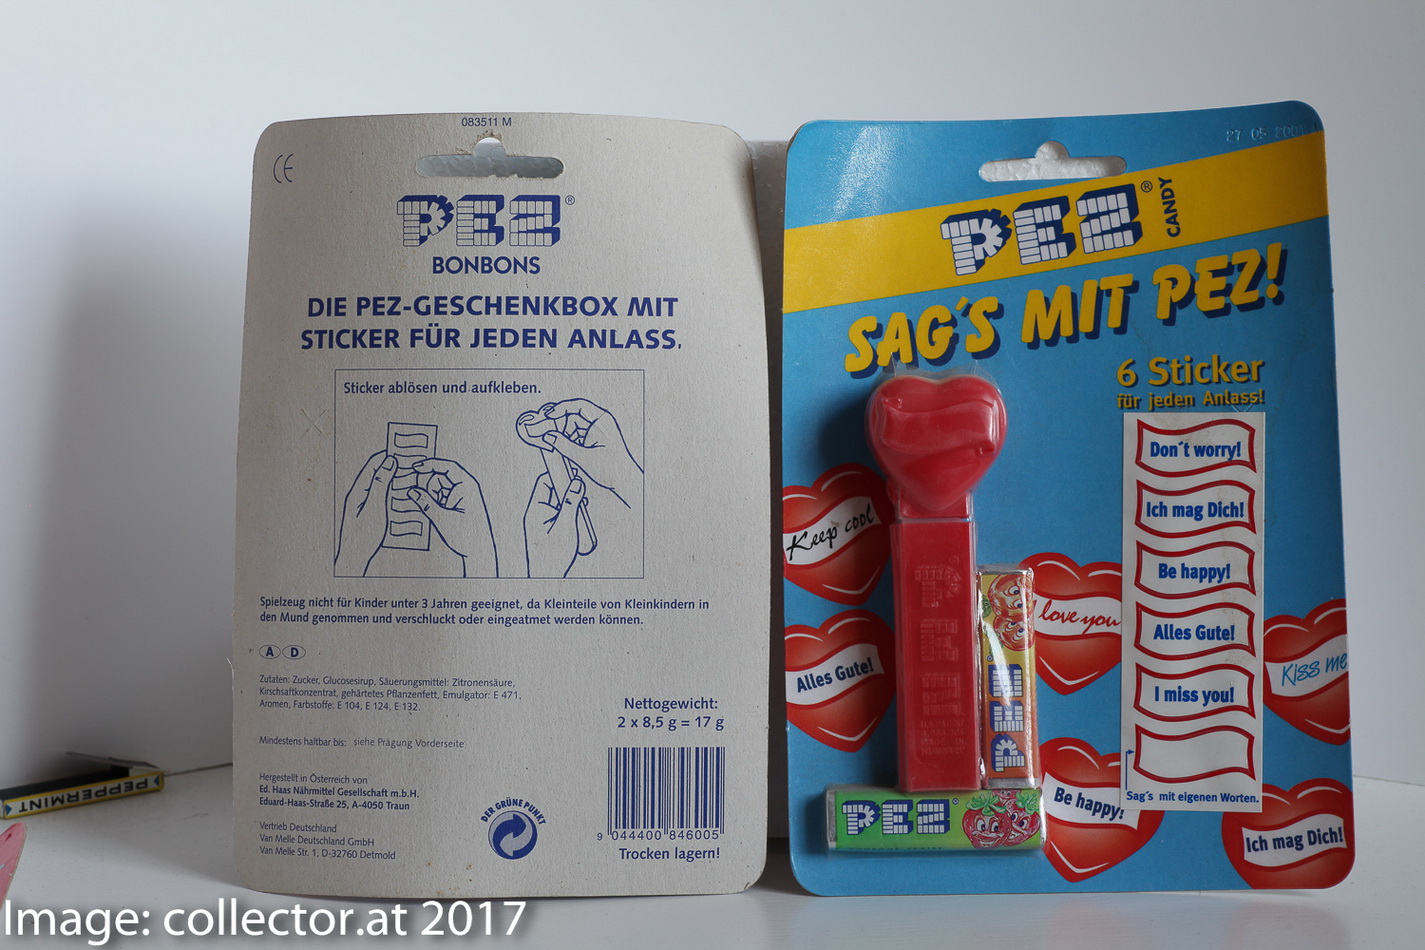 083511 M
CE
PEZ®
BONBONS
DIE PEZ-GESCHENKBOX MIT
STICKER FÜR JEDEN ANLASS.
Sticker ablösen und aufkleben.
Spielzeug nicht für Kinder unter 3 Jahren geeignet, da Kleinteile von Kleinkindern in
den Mund genommen und verschluckt oder eingeatmet werden können.
A D
Zutaten: Zucker, Glucosesirup, Säuerungsmittel: Zitronensäure,
Kirschsaftkonzentrat, gehärtetes Pflanzenfett, Emulgator: E 471,
Aromen, Farbstoffe: E 104, E 124, E 132.
Mindestens haltbar bis: siehe Prägung Vorderseite
Hergestellt in Österreich von
Ed. Haas Nährmittel Gesellschaft m.b.H.
Eduard-Haas-Straße 25, A-4050 Traun
Vertrieb Deutschland
Van Melle Deutschland GmbH
Van Melle Str. 1, D-32760 Detmold
DER GRÜNE PUNKT
Nettogewicht:
2 x 8,5 g = 17 g
9 044400 846005
Trocken lagern!
PEPPERMINT
27 05 2001
PEZ®
CANDY
SAG´S MIT PEZ!
6 Sticker
für jeden Anlass!
Don´t worry!
Ich mag Dich!
Be happy!
Alles Gute!
I miss you!
Sag´s mit eigenen Worten.
Keep cool
Alles Gute!
love you
Kiss me
Be happy!
Ich mag Dich!
PEZ
PEZ®
Image: collector.at 2017